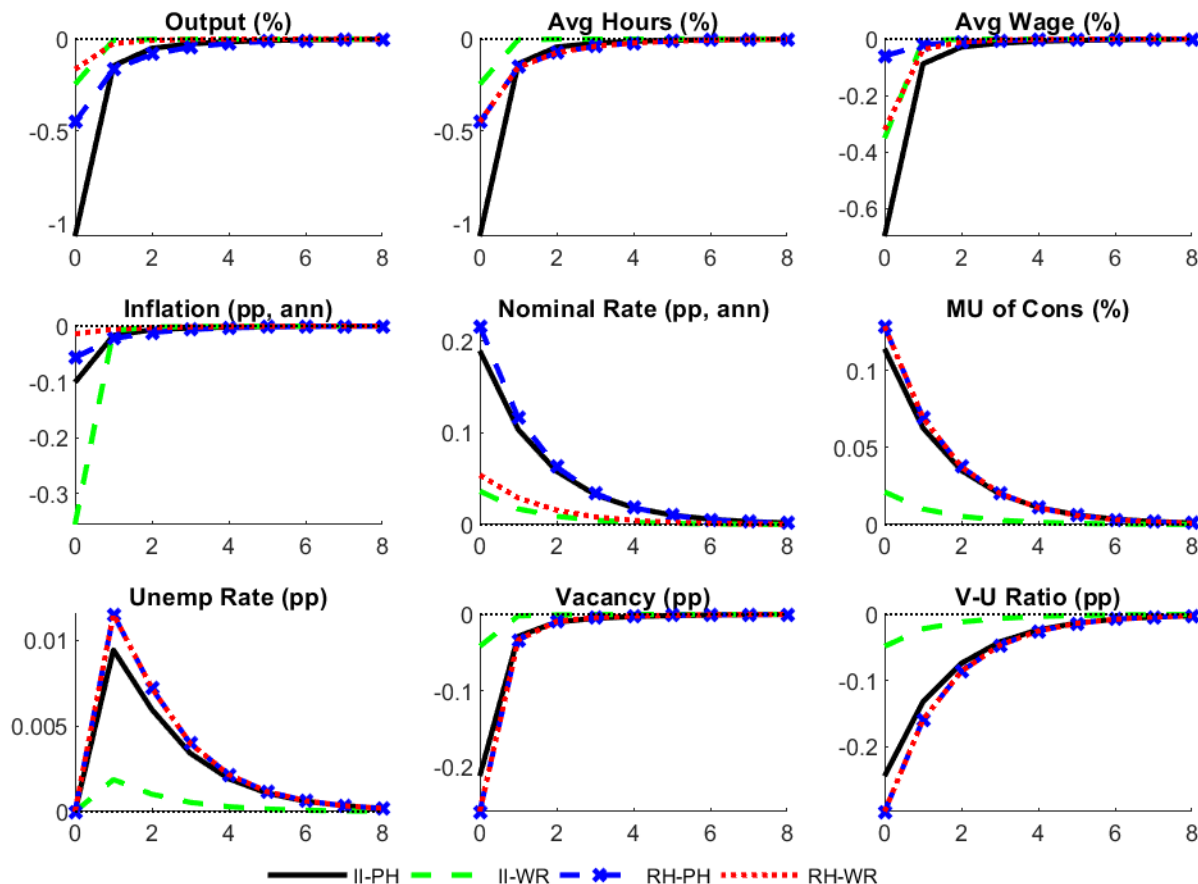 Output (%) Avg Hours (%) Avg Wage (%)
0 0 0
-0.2
-0.5 -0.5 -0.4
-0.6
-1 -1
0 2 4 6 8 0 2 4 6 8 0 2 4 6 8
Inflation (pp, ann) Nominal Rate (pp, ann) MU of Cons (%)
0 0.2
-0.1 0.1
-0.2 0.1 0.05
-0.3
0 0
0 2 4 6 8 0 2 4 6 8 0 2 4 6 8
Unemp Rate (pp) Vacancy (pp) V-U Ratio (pp)
0.01 0 0
-0.1 -0.1
0.005
-0.2 -0.2
0
0 2 4 6 8 0 2 4 6 8 0 2 4 6 8
II-PH II-WR RH-PH RH-WR